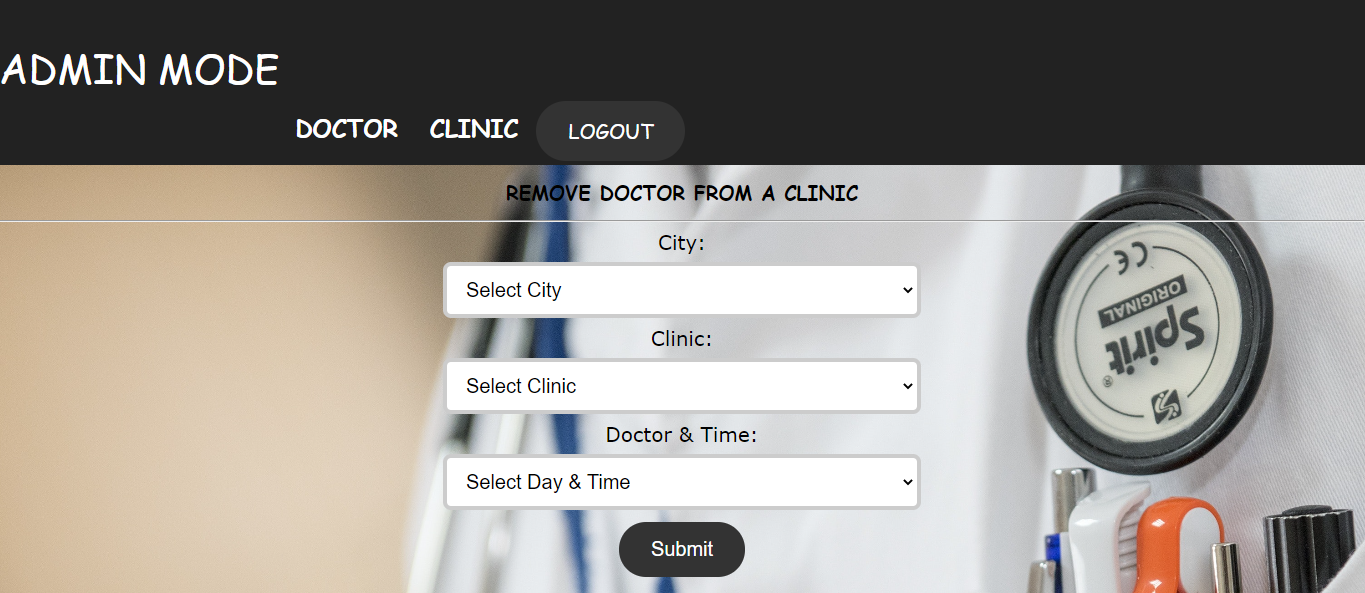 ADMIN MODE
DOCTOR CLINIC LOGOUT
REMOVE DOCTOR FROM A CLINIC
City:
Select City
Clinic:
Select Clinic
Doctor & Time:
Select Day & Time
Submit
CE
Spirit®
ORIGINAL